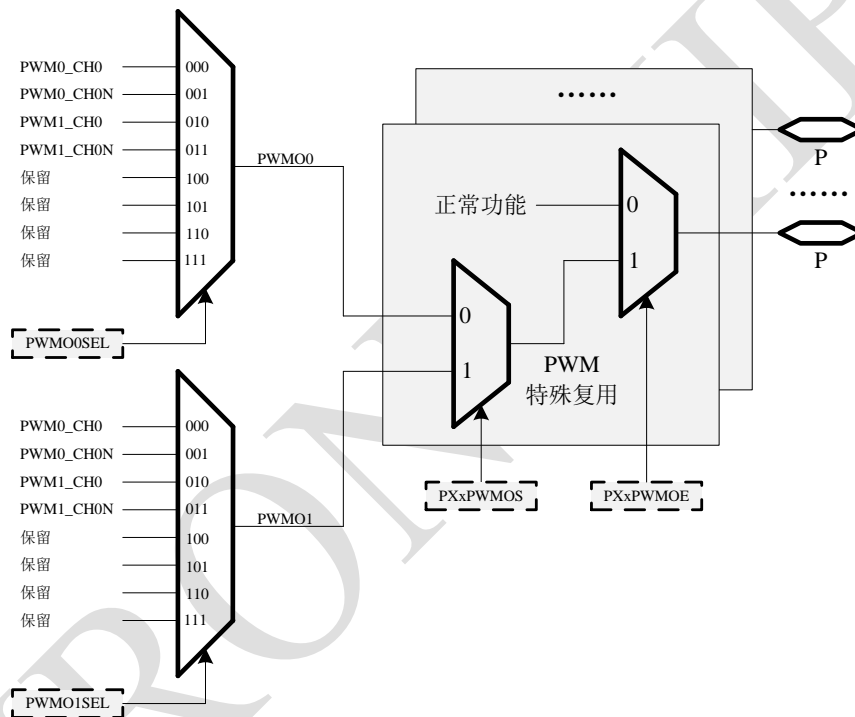 PWM0_CH0 000
PWM0_CH0N 001
PWM1_CH0 010
PWM1_CH0N 011
保留 100
保留 101
保留 110
保留 111
PWMO0
PWMO0SEL
PWM0_CH0 000
PWM0_CH0N 001
PWM1_CH0 010
PWM1_CH0N 011
保留 100
保留 101
保留 110
保留 111
PWMO1
PWMO1SEL
······
正常功能 0
1
0
1
PWM
特殊复用
PXxPWMOS
PXxPWMOE
P
······
P